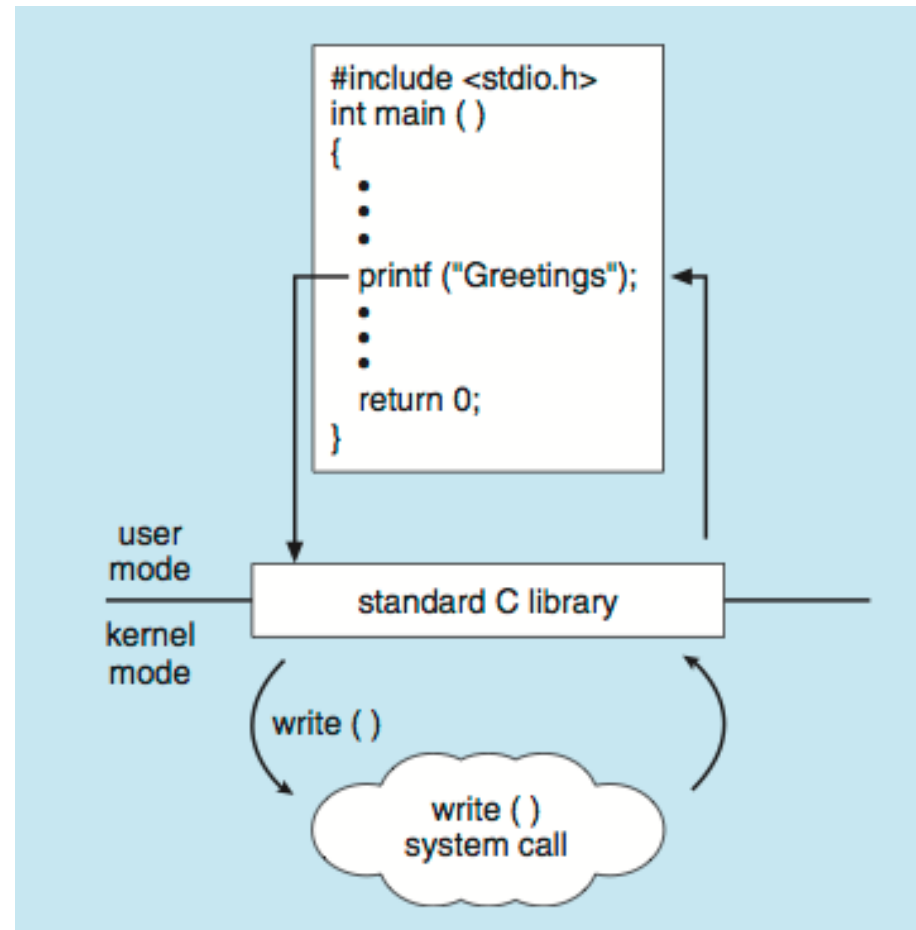 #include <stdio.h>
int main ( )
{
•
•
•
printf ("Greetings");
•
•
•
return 0;
}
user
mode
standard C library
kernel
mode
write ( )
write ( )
system call